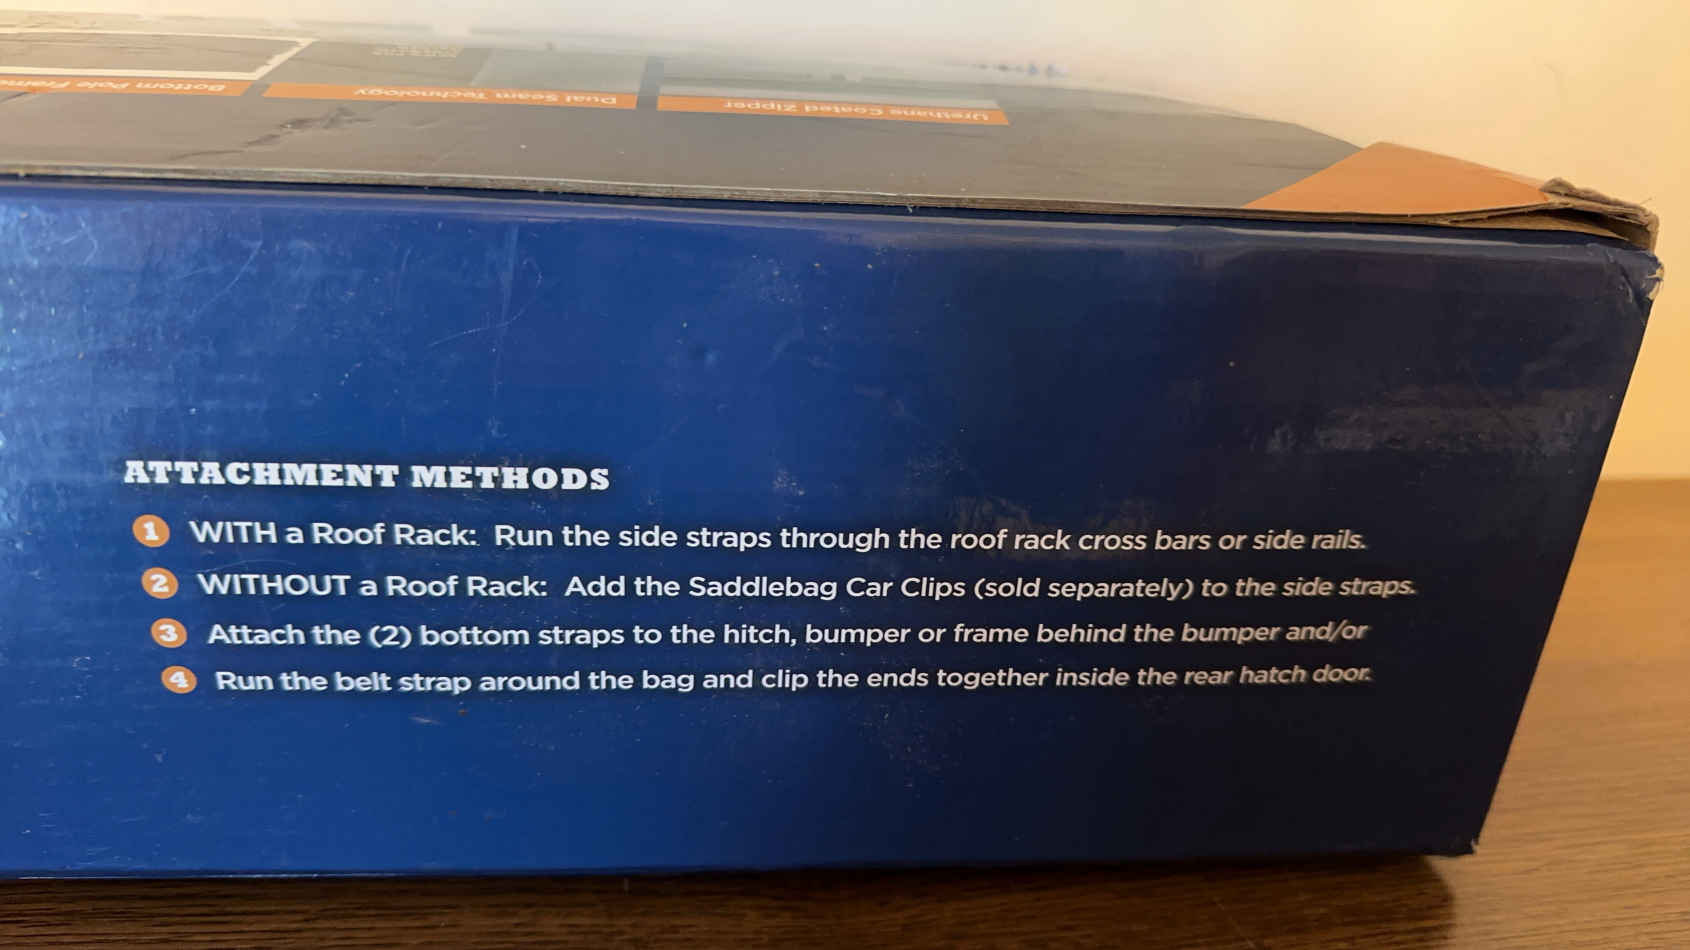 Bottom Pole
Dual Seam Technology
Urethane Coated Zipper
ATTACHMENT METHODS
1 WITH a Roof Rack: Run the side straps through the roof rack cross bars or side rails.
2 WITHOUT a Roof Rack: Add the Saddlebag Car Clips (sold separately) to the side straps.
3 Attach the (2) bottom straps to the hitch, bumper or frame behind the bumper and/or
4 Run the belt strap around the bag and clip the ends together inside the rear hatch door.